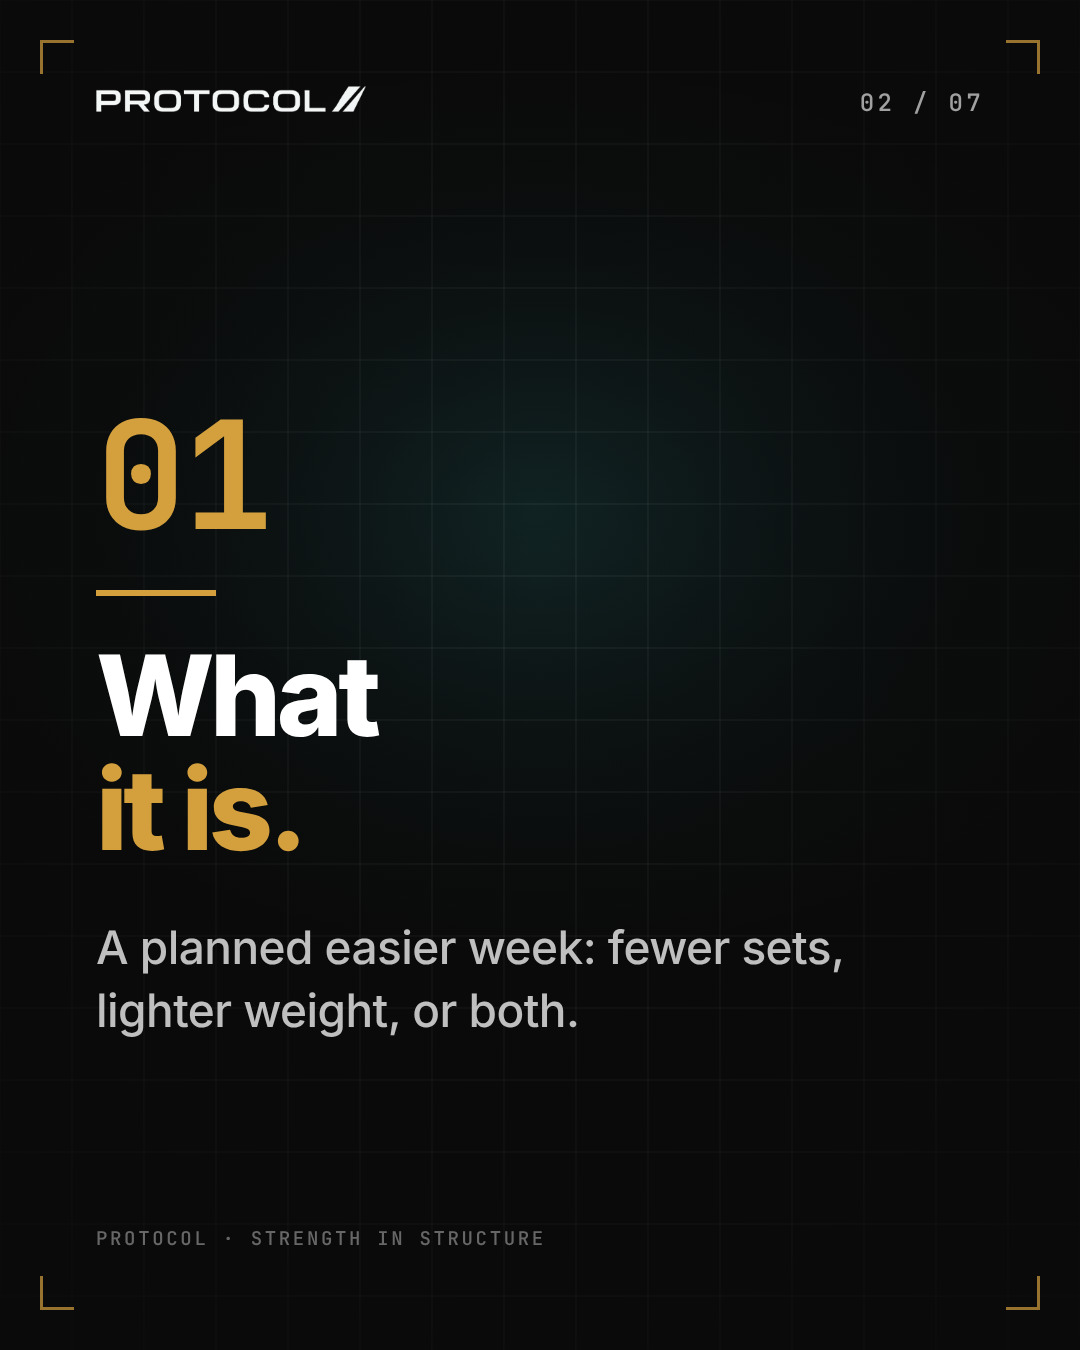 PROTOCOL
02 / 07
01
What
it is.
A planned easier week: fewer sets,
lighter weight, or both.
PROTOCOL · STRENGTH IN STRUCTURE